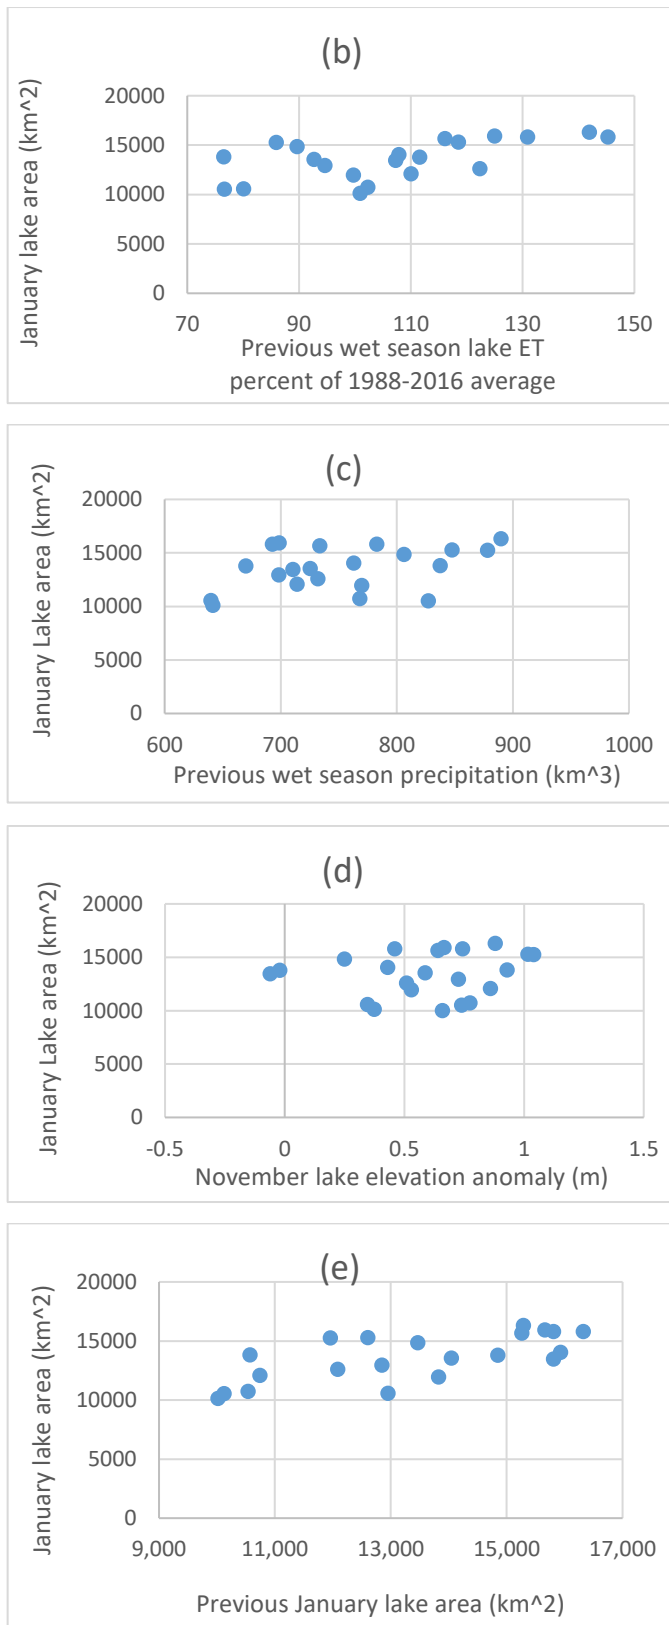 (b)
20000
15000
10000
5000
0
January lake area (km^2)
70 90 110 130 150
Previous wet season lake ET
percent of 1988-2016 average
(c)
20000
15000
10000
5000
0
January Lake area (km^2)
600 700 800 900 1000
Previous wet season precipitation (km^3)
(d)
20000
15000
10000
5000
0
January Lake area (km^2)
-0.5 0 0.5 1 1.5
November lake elevation anomaly (m)
(e)
20000
15000
10000
5000
0
January lake area (km^2)
9,000 11,000 13,000 15,000 17,000
Previous January lake area (km^2)